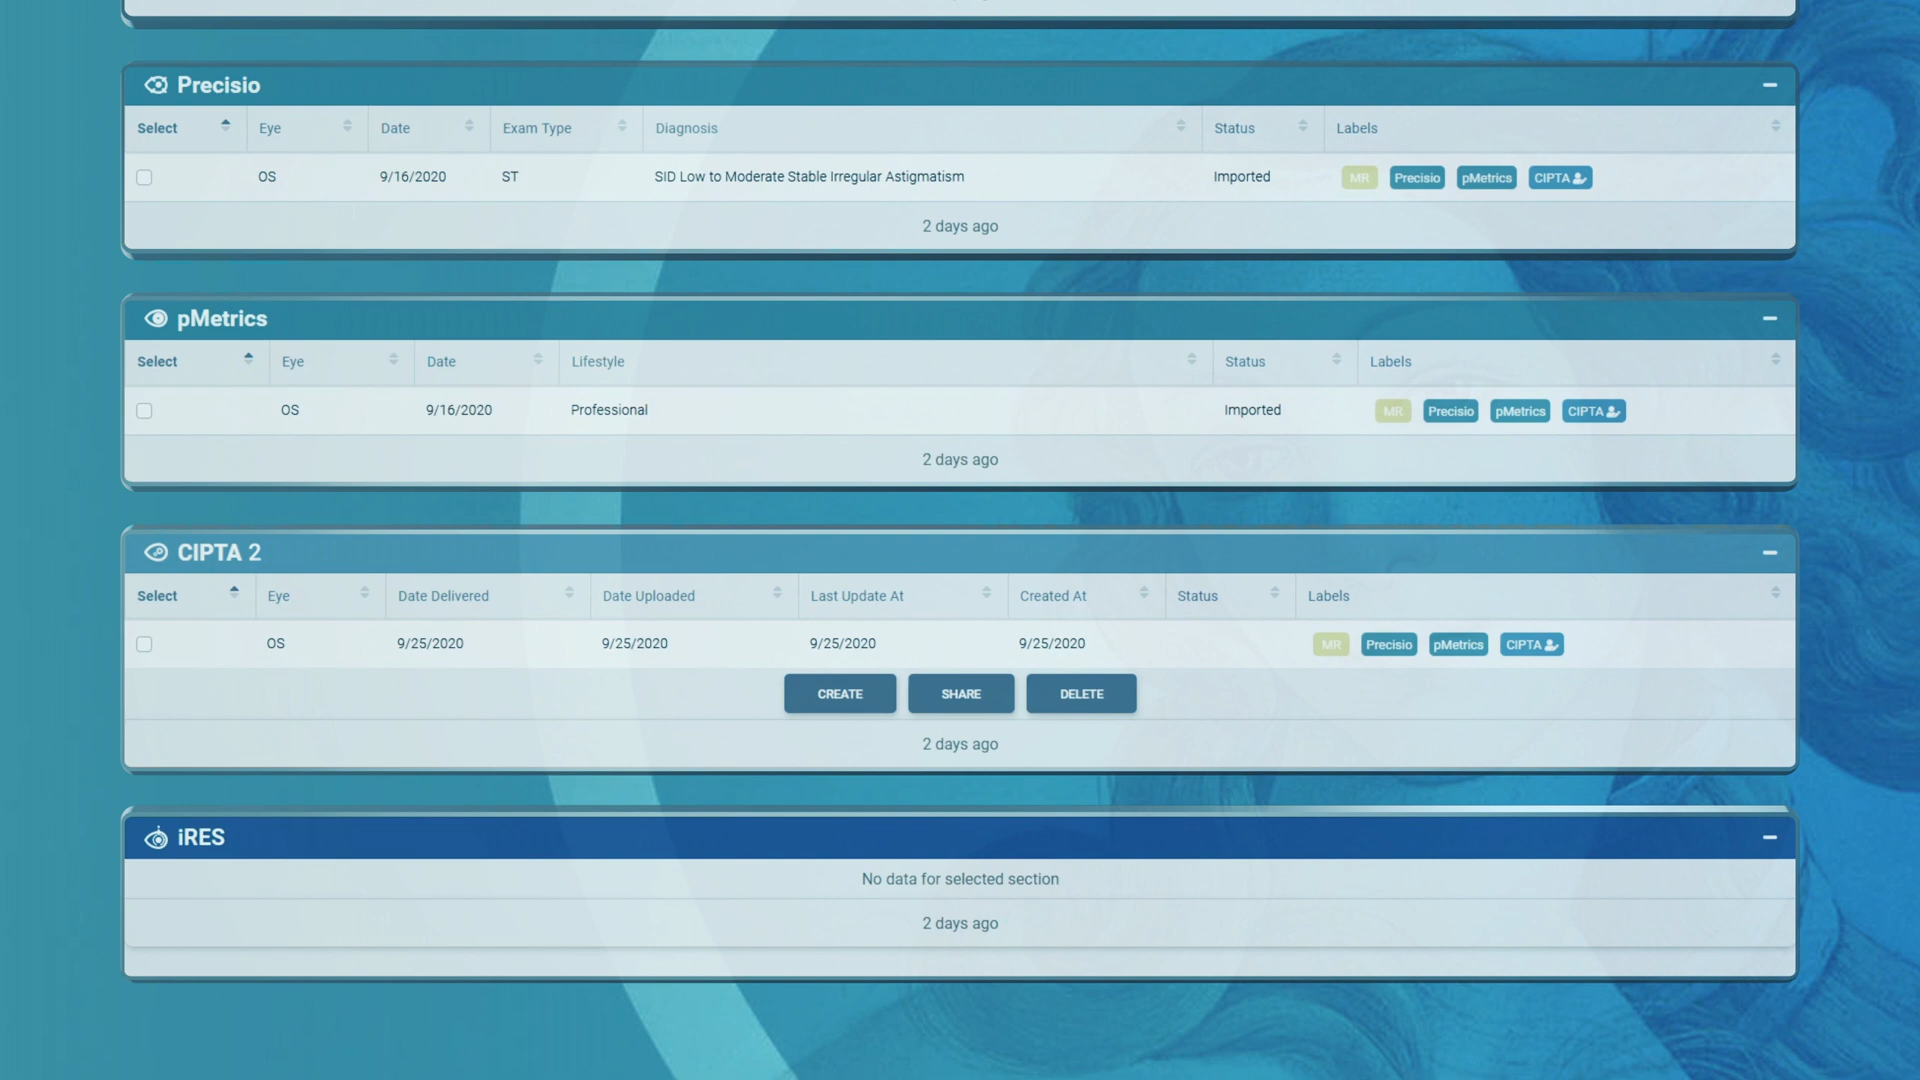 Precisio
Select Eye Date Exam Type Diagnosis Status Labels
OS 9/16/2020 ST SID Low to Moderate Stable Irregular Astigmatism Imported MR Precisio pMetrics CIPTA
2 days ago
pMetrics
Select Eye Date Lifestyle Status Labels
OS 9/16/2020 Professional Imported MR Precisio pMetrics CIPTA
2 days ago
CIPTA 2
Select Eye Date Delivered Date Uploaded Last Update At Created At Status Labels
OS 9/25/2020 9/25/2020 9/25/2020 9/25/2020 MR Precisio pMetrics CIPTA
CREATE SHARE DELETE
2 days ago
iRES
No data for selected section
2 days ago